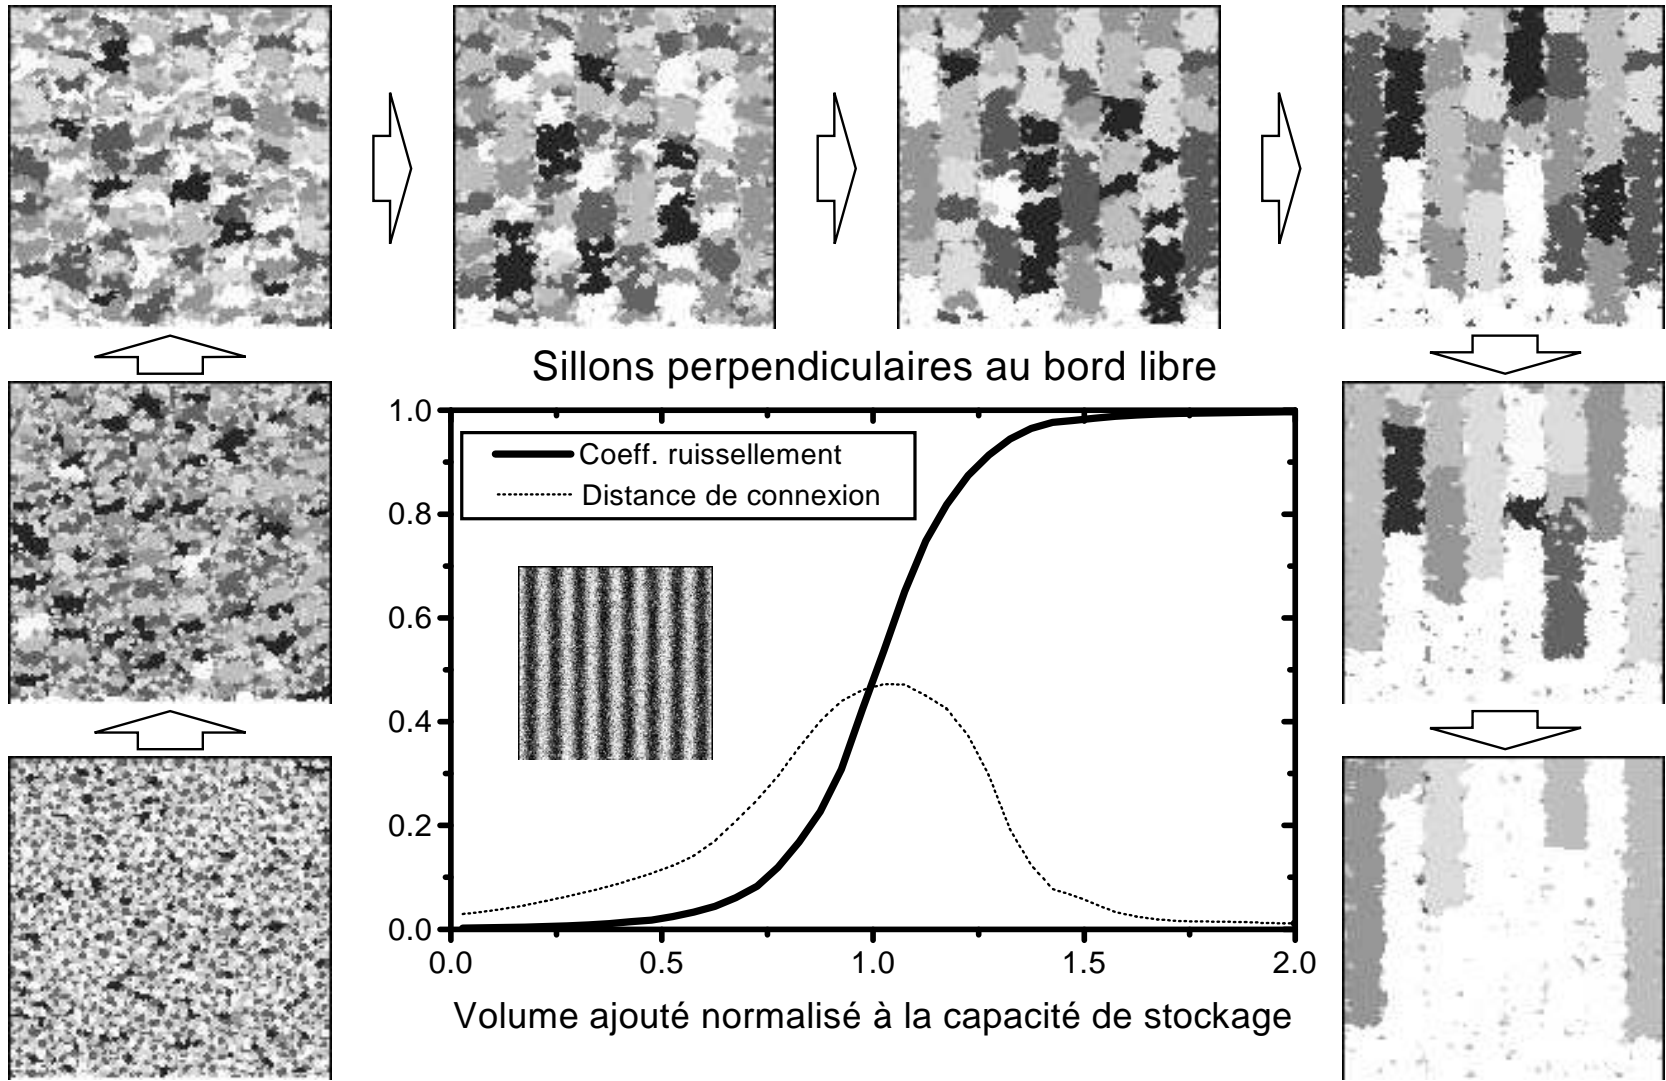 Sillons perpendiculaires au bord libre
1.0
Coeff. ruissellement
Distance de connexion
0.8
0.6
0.4
0.2
0.0
0.0 0.5 1.0 1.5 2.0
Volume ajouté normalisé à la capacité de stockage